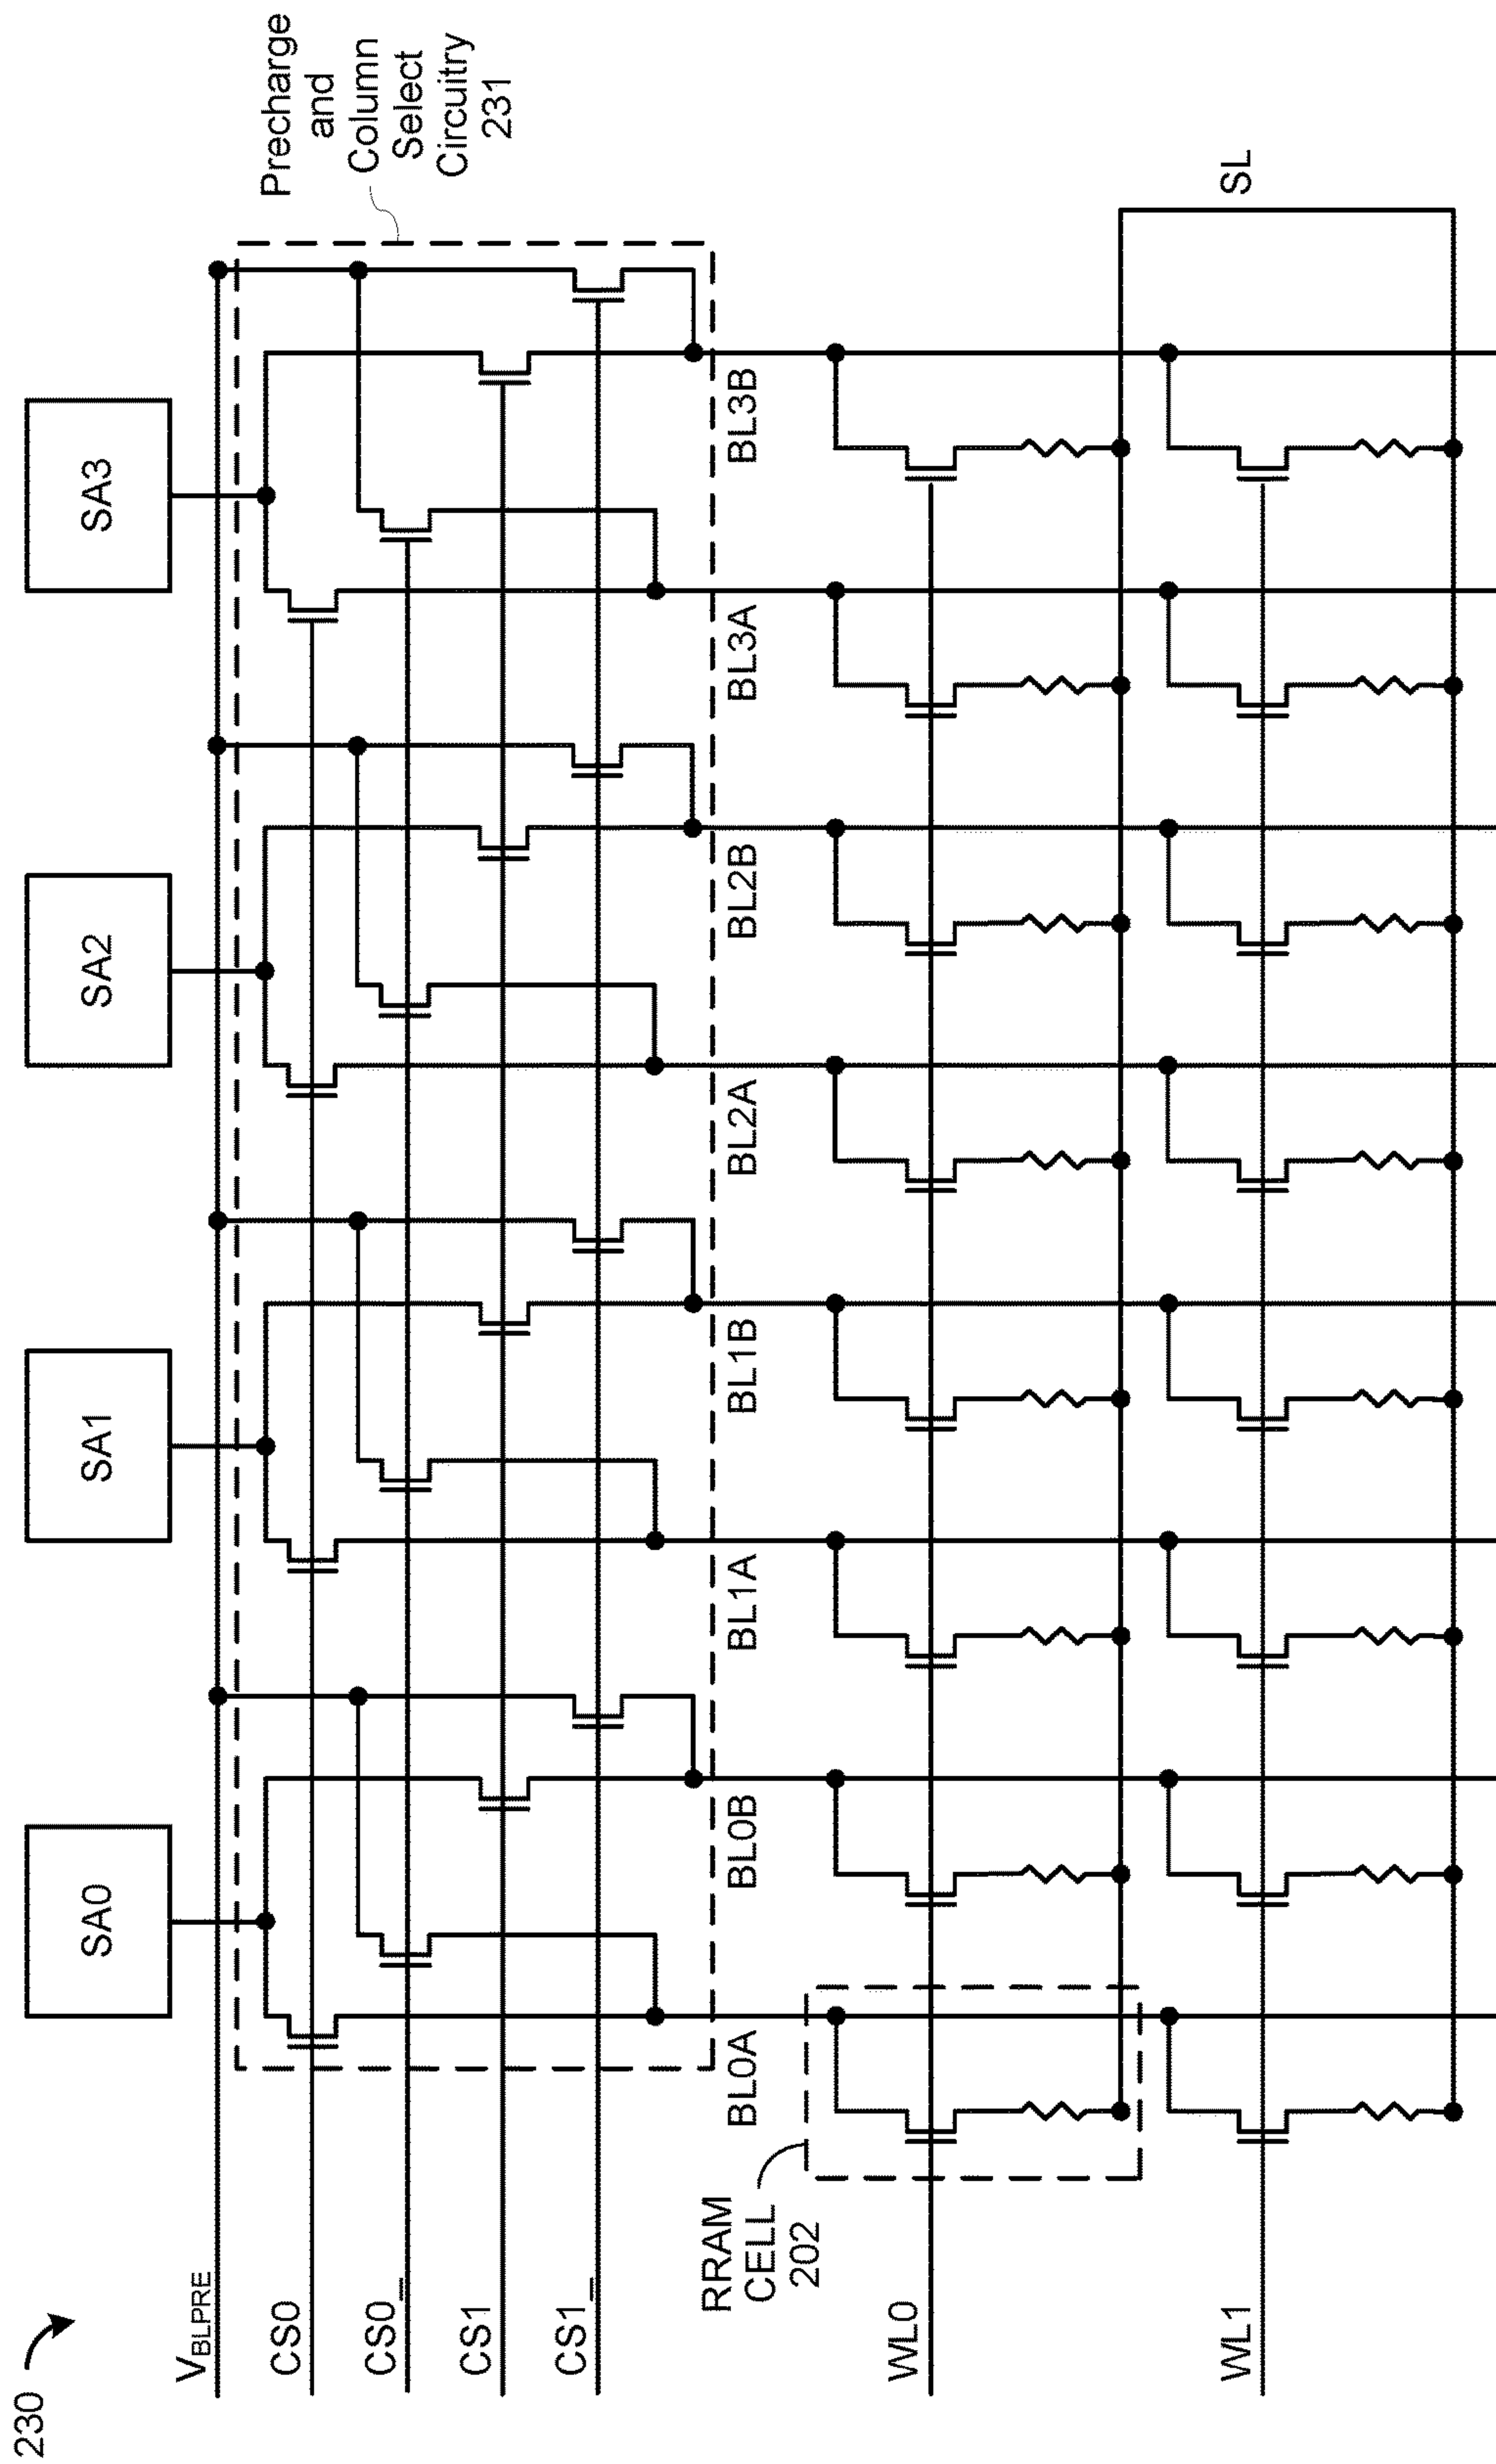 230
SA0
SA1
SA2
SA3
V_BLPRE
CS0
CS0_
CS1
CS1_
Precharge
and
Column
Select
Circuitry
231
BL0A
BL0B
BL1A
BL1B
BL2A
BL2B
BL3A
BL3B
RRAM
CELL
202
WL0
WL1
SL